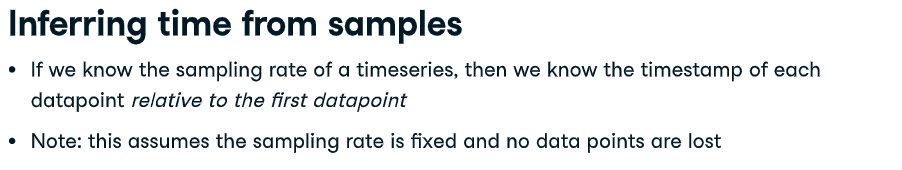 Inferring time from samples
• If we know the sampling rate of a timeseries, then we know the timestamp of each
datapoint relative to the first datapoint
• Note: this assumes the sampling rate is fixed and no data points are lost